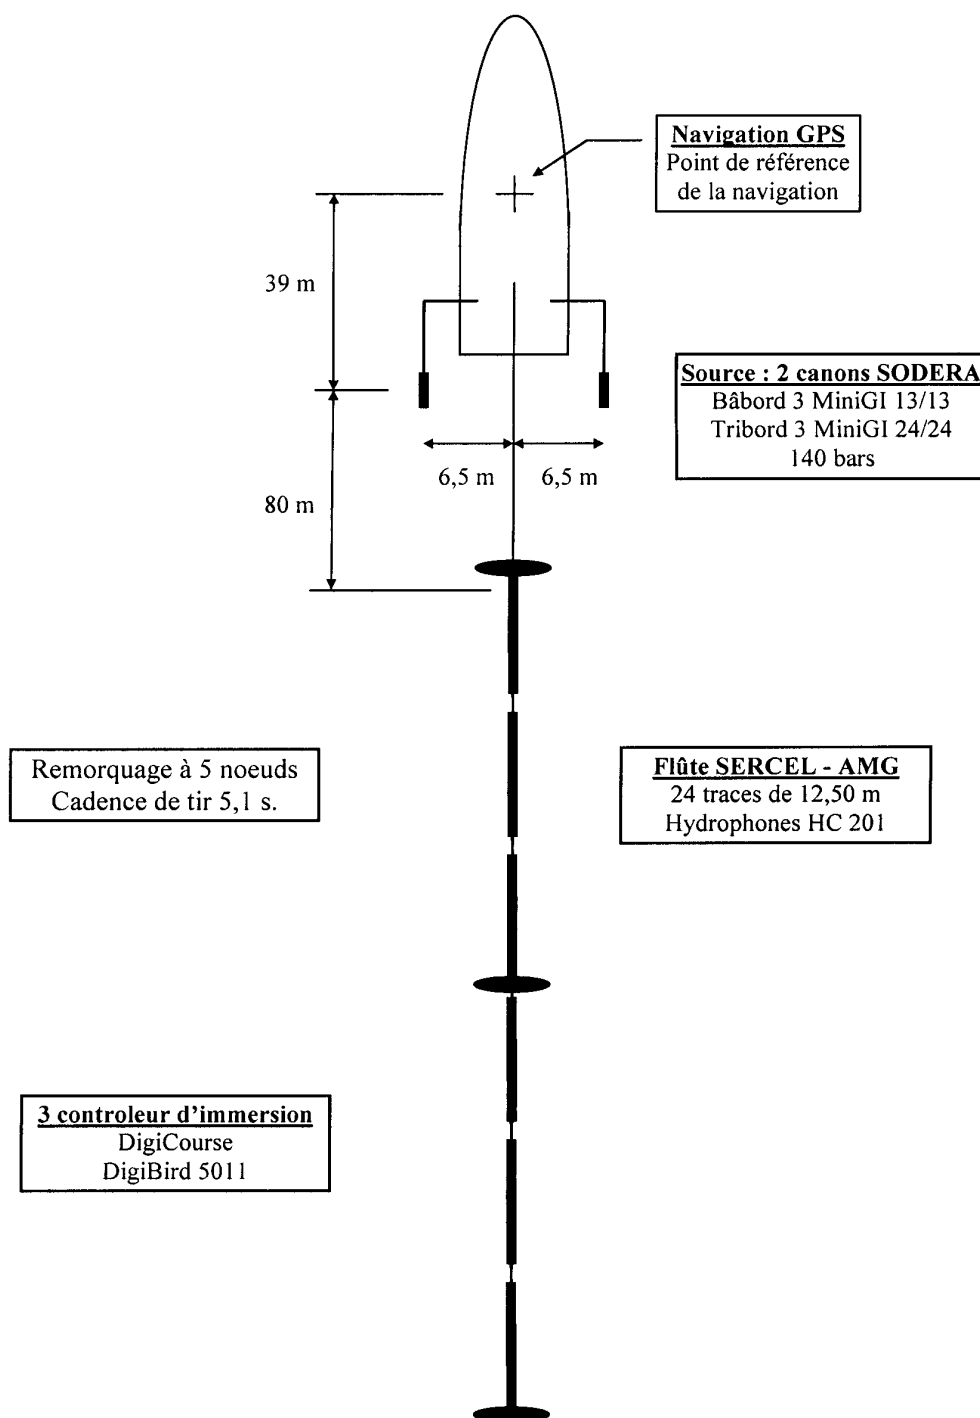 Navigation GPS
Point de référence
de la navigation
39 m
Source : 2 canons SODERA
Bâbord 3 MiniGI 13/13
Tribord 3 MiniGI 24/24
140 bars
6,5 m
6,5 m
80 m
Remorquage à 5 noeuds
Cadence de tir 5,1 s.
Flûte SERCEL - AMG
24 traces de 12,50 m
Hydrophones HC 201
3 controleur d'immersion
DigiCourse
DigiBird 5011